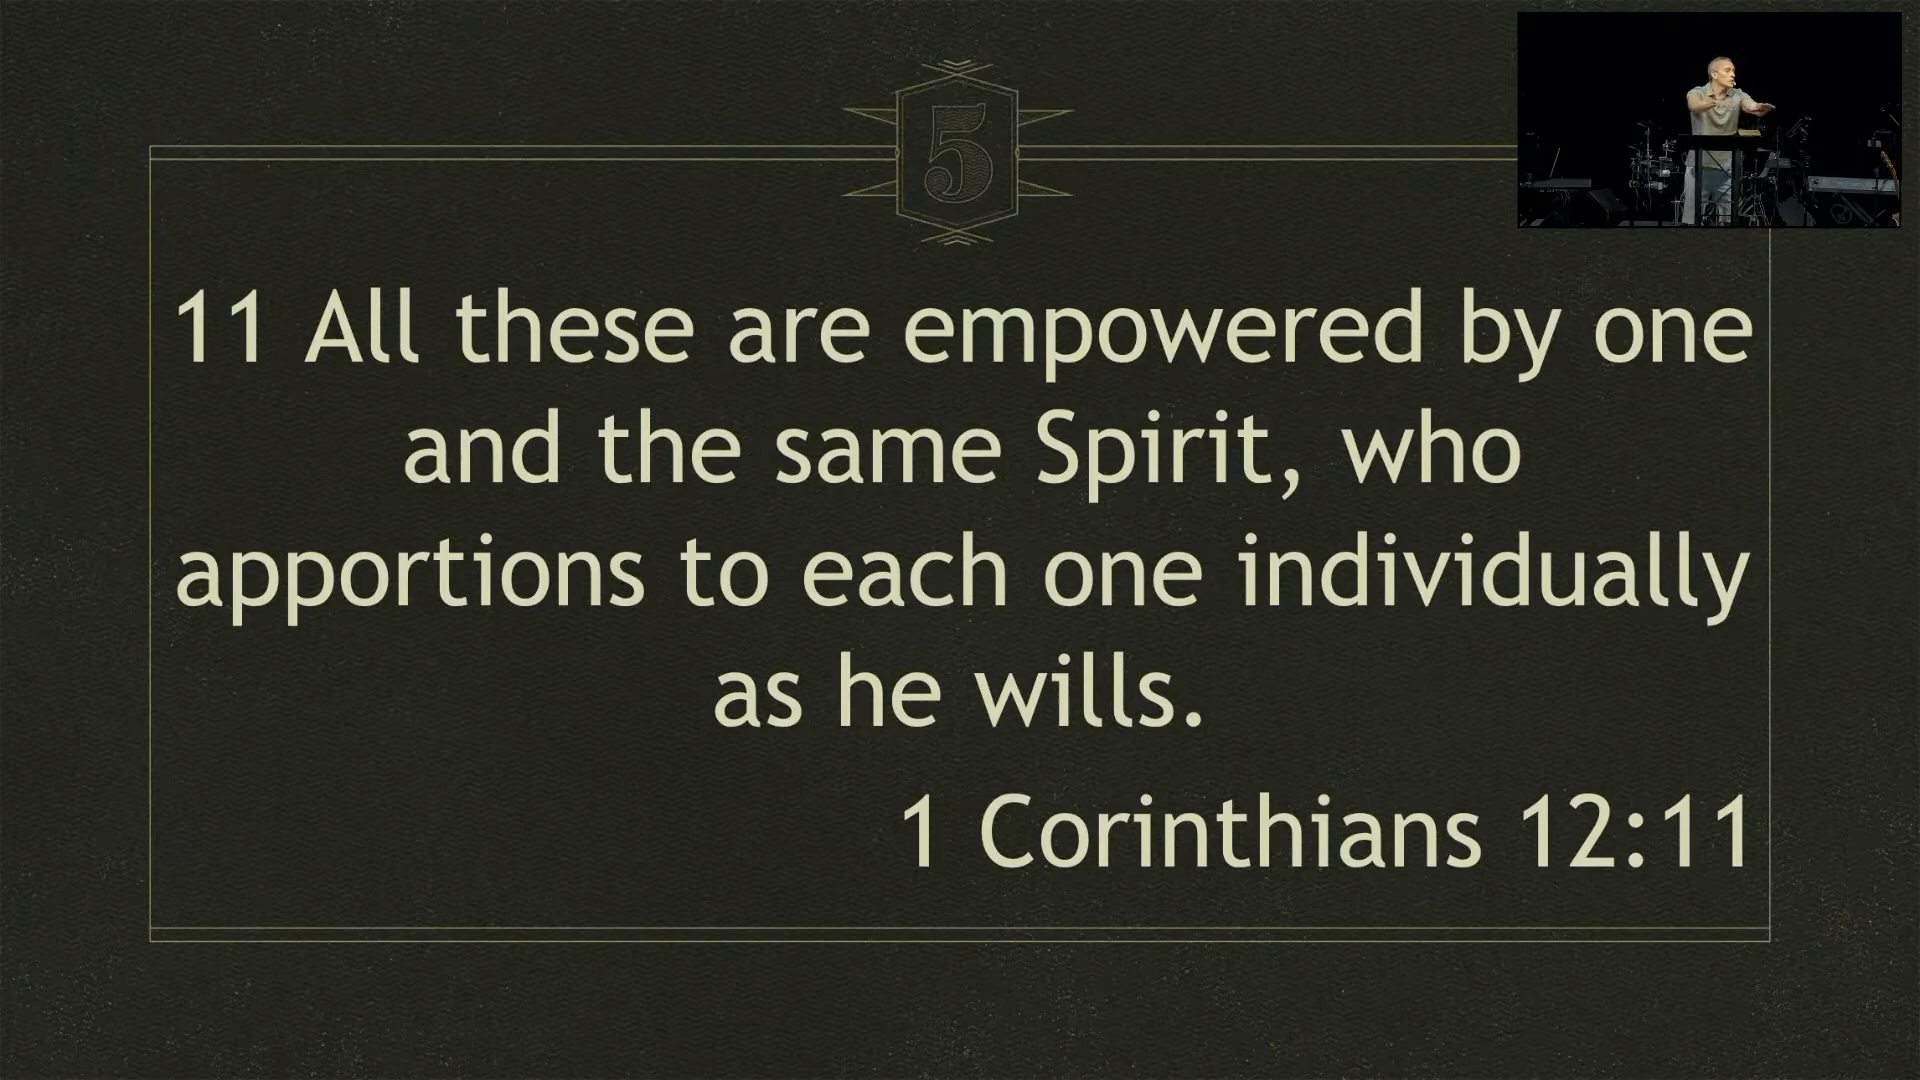 5
11 All these are empowered by one
and the same Spirit, who
apportions to each one individually
as he wills.
1 Corinthians 12:11